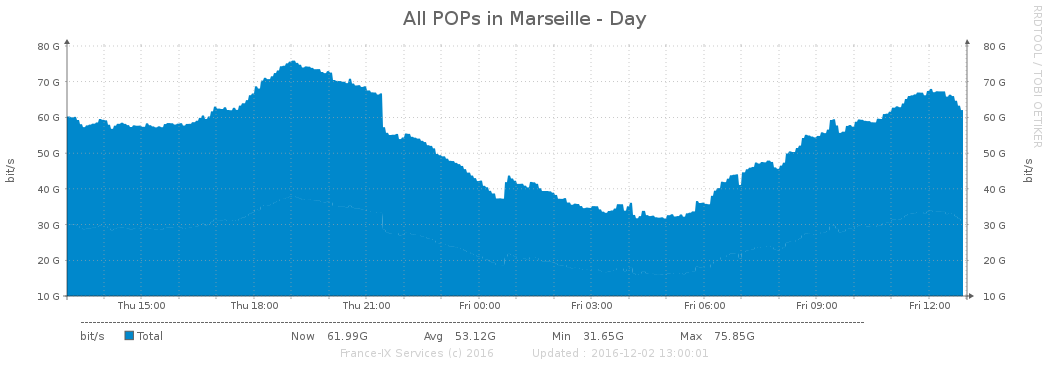 All POPs in Marseille - Day
RRDTOOL / TOBI OETIKER
80 G 80 G
70 G 70 G
60 G 60 G
50 G 50 G
bit/s bit/s
40 G 40 G
30 G 30 G
20 G 20 G
10 G 10 G
Thu 15:00 Thu 18:00 Thu 21:00 Fri 00:00 Fri 03:00 Fri 06:00 Fri 09:00 Fri 12:00
bit/s Total Now 61.99G Avg 53.12G Min 31.65G Max 75.85G
France-IX Services (c) 2016 Updated : 2016-12-02 13:00:01